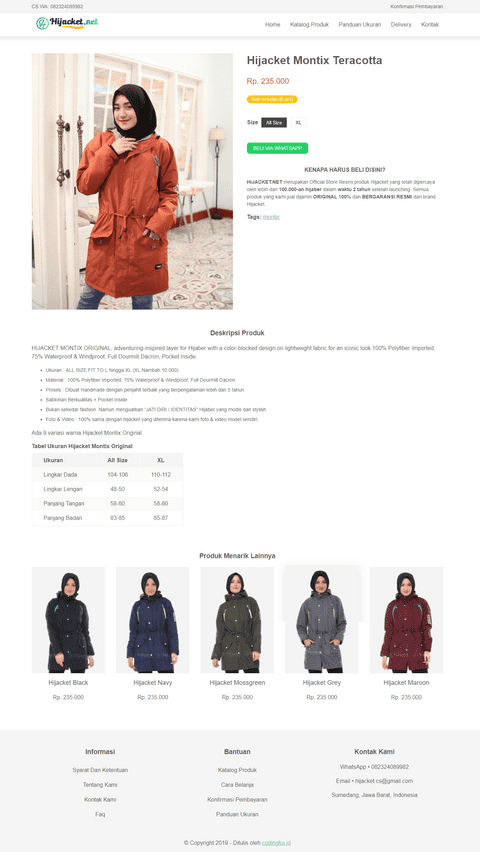 CS WA: 082324089982
Konfirmasi Pembayaran
Hijacket.net
Home
Katalog Produk
Panduan Ukuran
Delivery
Kontak
Hijacket Montix Teracotta
Rp. 235.000
Size
All Size
XL
BELI VIA WHATSAPP
KENAPA HARUS BELI DISINI?
HIJACKET.NET merupakan Official Store Resmi produk Hijacket yang telah dipercaya
oleh lebih dari 100.000-an hijaber dalam waktu 2 tahun setelah launching. Semua
produk yang kami jual dijamin ORIGINAL 100% dan BERGARANSI RESMI dari brand
Hijacket.
Tags: montix
Deskripsi Produk
HIJACKET MONTIX ORIGINAL, adventuring-inspired layer for Hijaber with a color-blocked design on lightweight fabric for an iconic look 100% Polyfiber Imported,
75% Waterproof & Windproof, Full Dourmill Dacron, Pocket Inside.
Ukuran : ALL SIZE FIT TO L hingga XL (XL Nambah 10.000)
Material : 100% Polyfiber Imported, 75% Waterproof & Windproof, Full Dourmill Dacron
Proses : Dibuat Handmade dengan penjahit terbaik yang berpengalaman lebih dari 5 tahun
Sablonan Berkualitas + Pocket Inside
Bukan sekedar fashion. Namun menguatkan "JATI DIRI / IDENTITAS" Hijaber yang modis dan stylish
Foto & Video : 100% sama dengan hijacket yang diterima karena kami foto & video model sendiri.
Ada 9 variasi warna Hijacket Montix Original
Tabel Ukuran Hijacket Montix Original
Ukuran All Size XL
Lingkar Dada 104-106 110-112
Lingkar Lengan 48-50 52-54
Panjang Tangan 56-60 58-60
Panjang Badan 83-85 85-87
Produk Menarik Lainnya
Hijacket Black
Rp. 235.000
Hijacket Navy
Rp. 235.000
Hijacket Mossgreen
Rp. 235.000
Hijacket Grey
Rp. 235.000
Hijacket Maroon
Rp. 235.000
Informasi
Syarat Dan Ketentuan
Tentang Kami
Kontak Kami
Faq
Bantuan
Katalog Produk
Cara Belanja
Konfirmasi Pembayaran
Panduan Ukuran
Kontak Kami
WhatsApp • 082324089982
Email • hijacket.cs@gmail.com
Sumedang, Jawa Barat, Indonesia
© Copyright 2019 - Ditulis oleh